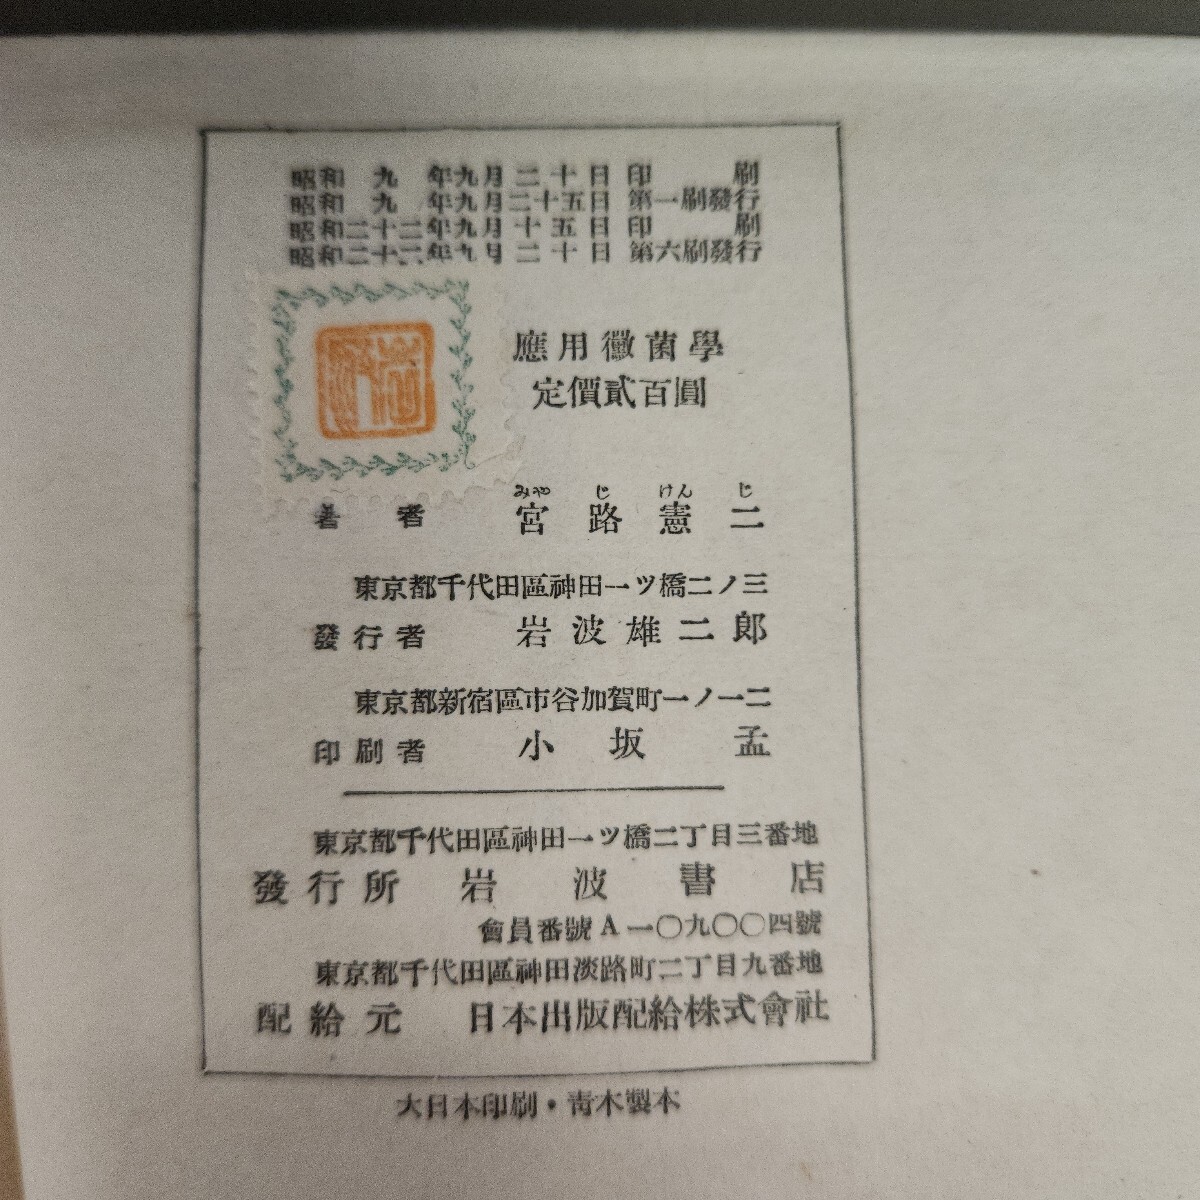 昭和九年九月二十日印刷
昭和九年九月二十五日第一刷發行
昭和二十二年九月十五日印刷
昭和二十二年九月二十日第六刷發行
應用黴菌學
定價貳百圓
みやじけんじ
著者 宮路憲二
東京都千代田區神田一ツ橋二ノ三
發行者 岩波雄二郎
東京都新宿區市谷加賀町一ノ一二
印刷者 小坂孟
東京都千代田區神田一ツ橋二丁目三番地
發行所 岩波書店
會員番號A一〇九〇〇四號
東京都千代田區神田淡路町二丁目九番地
配給元 日本出版配給株式會社
大日本印刷・靑木製本